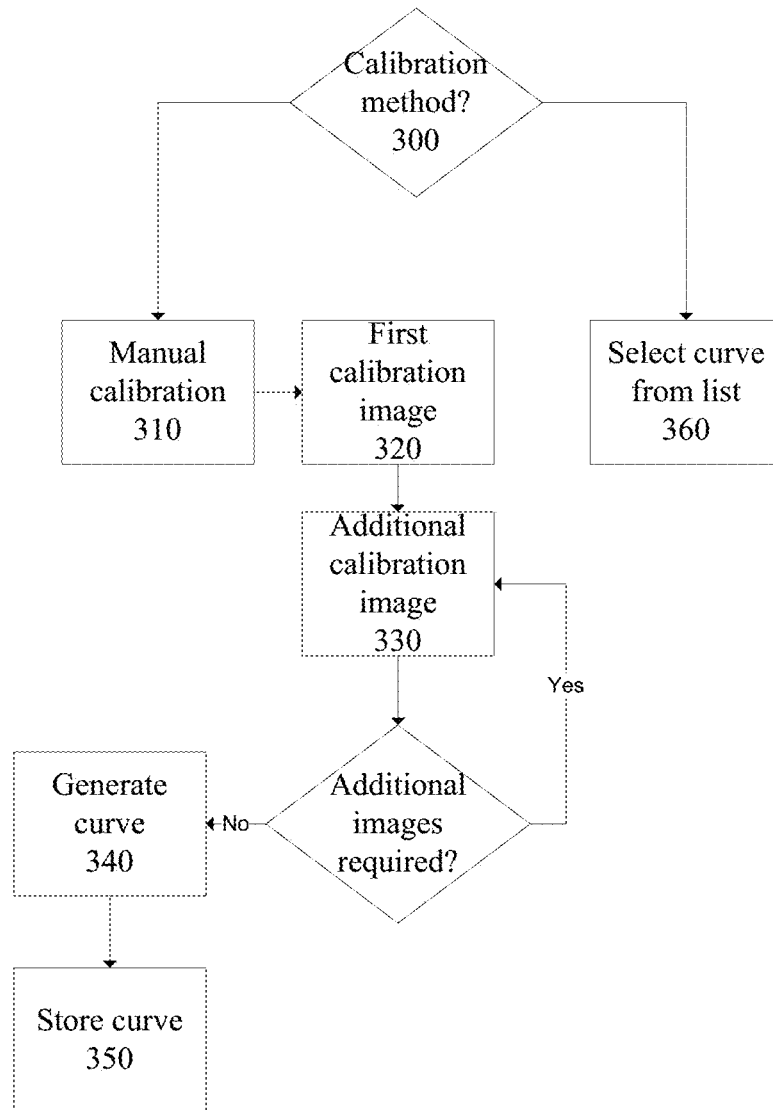 Calibration
method?
300
Manual
calibration
310
First
calibration
image
320
Select curve
from list
360
Additional
calibration
image
330
Yes
Additional
images
required?
No
Generate
curve
340
Store curve
350